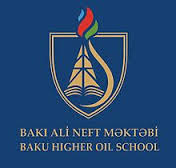 BAKI ALİ NEFT MƏKTƏBİ
BAKU HIGHER OIL SCHOOL